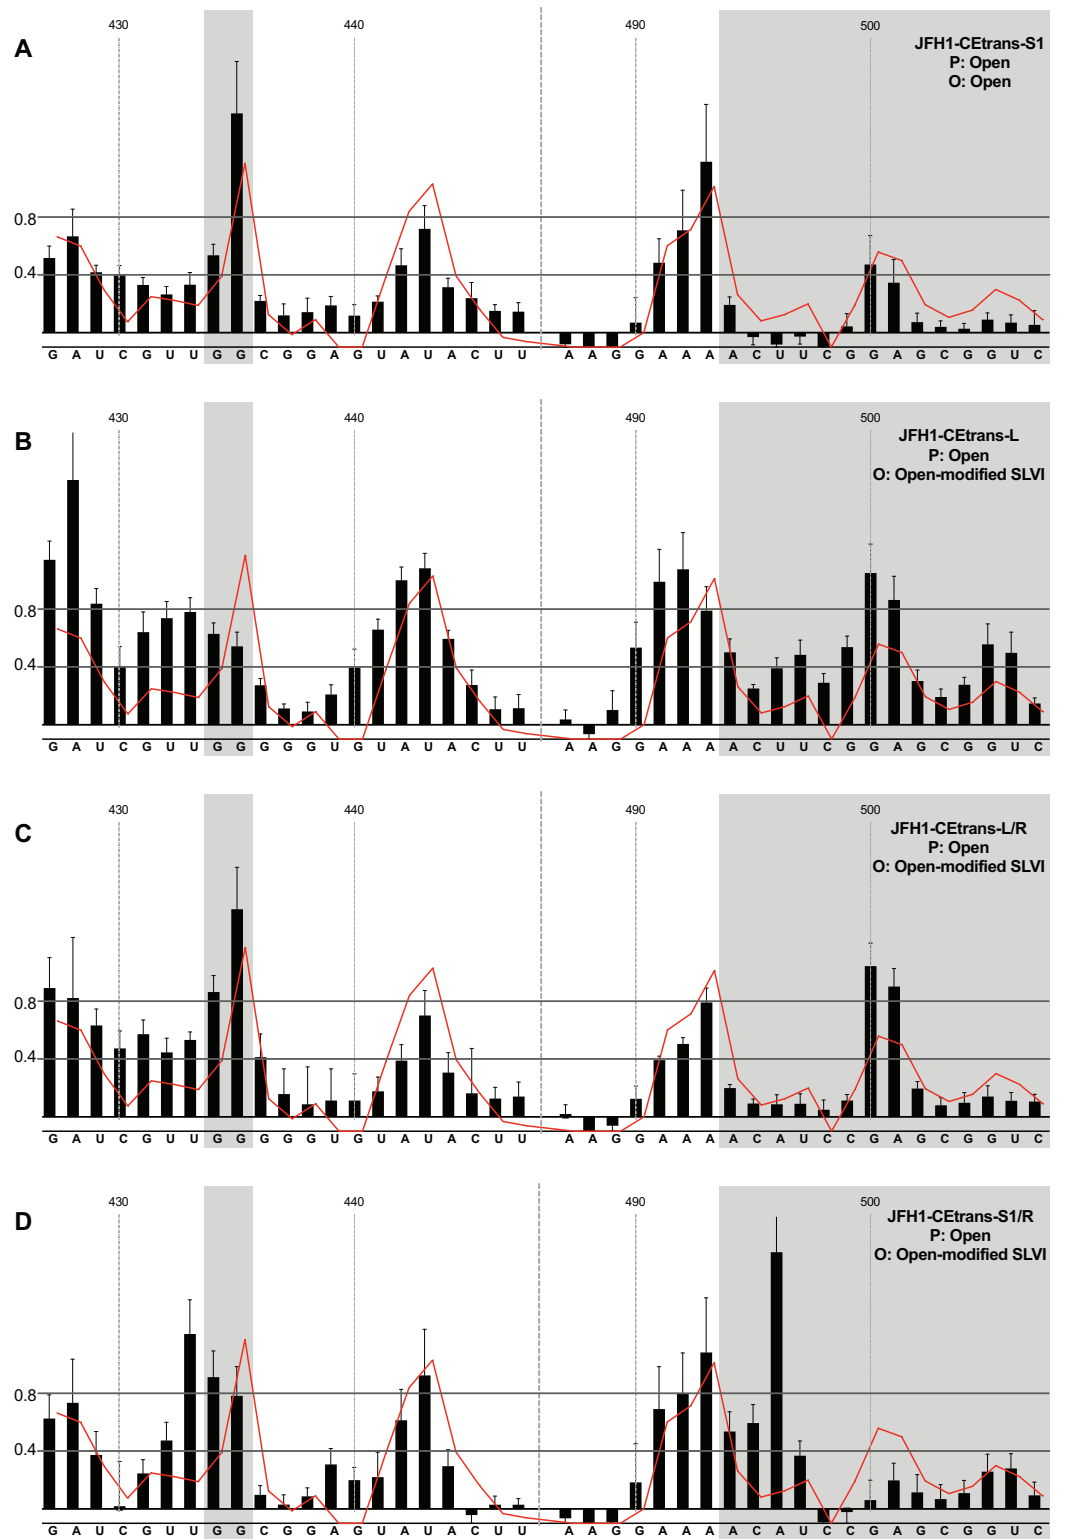 430 440 490 500
A
JFH1-CEtrans-S1
P: Open
O: Open
0.8
0.4
G A U C G U U G G C G G A G U A U A C U U A A G G A A A A C U U C G G A G C G G U C
430 440 490 500
B
JFH1-CEtrans-L
P: Open
O: Open-modified SLVI
0.8
0.4
G A U C G U U G G G G G U G U A U A C U U A A G G A A A A C U U C G G A G C G G U C
430 440 490 500
C
JFH1-CEtrans-L/R
P: Open
O: Open-modified SLVI
0.8
0.4
G A U C G U U G G G G G U G U A U A C U U A A G G A A A A C A U C C G A G C G G U C
430 440 490 500
D
JFH1-CEtrans-S1/R
P: Open
O: Open-modified SLVI
0.8
0.4
G A U C G U U G G C G G A G U A U A C U U A A G G A A A A C A U C C G A G C G G U C